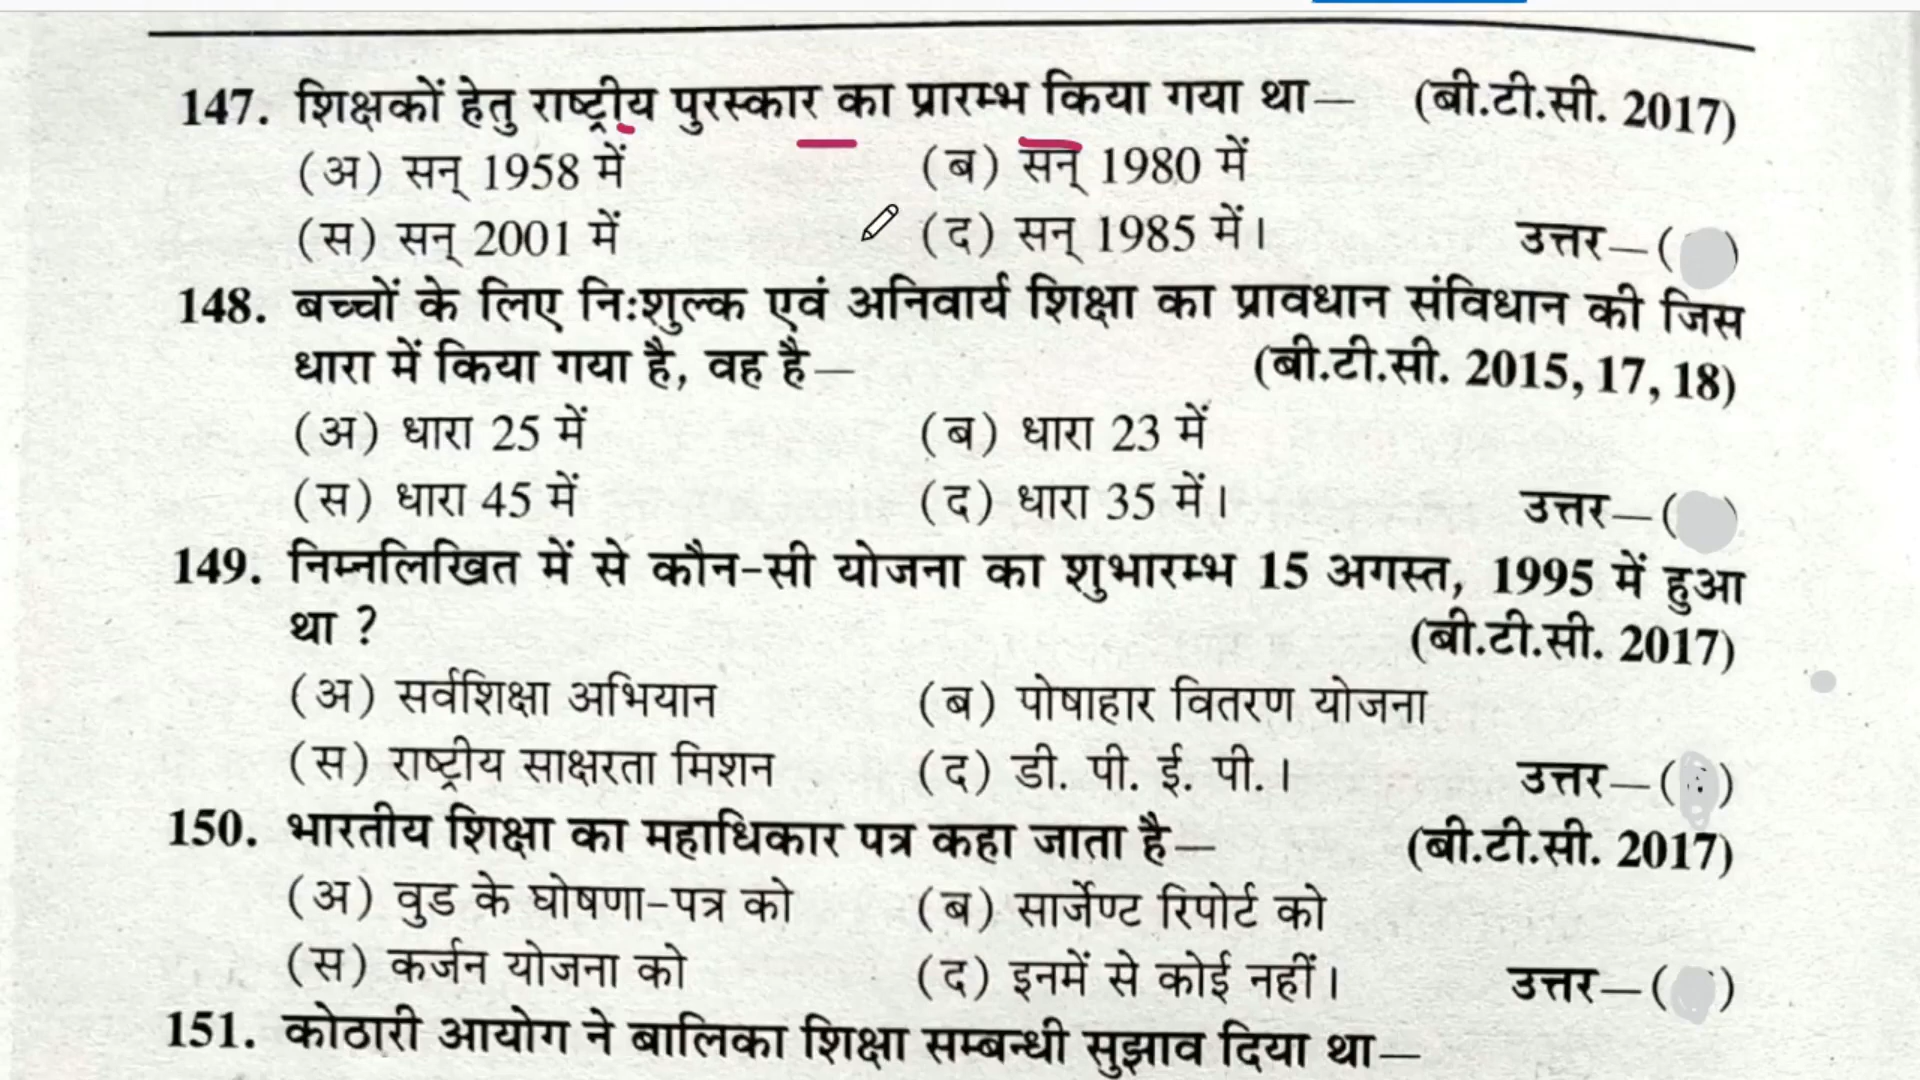 147. शिक्षकों हेतु राष्ट्रीय पुरस्कार का प्रारम्भ किया गया था— (बी.टी.सी. 2017)
(अ) सन् 1958 में (ब) सन् 1980 में
(स) सन् 2001 में (द) सन् 1985 में। उत्तर—( )
148. बच्चों के लिए निःशुल्क एवं अनिवार्य शिक्षा का प्रावधान संविधान की जिस
धारा में किया गया है, वह है— (बी.टी.सी. 2015, 17, 18)
(अ) धारा 25 में (ब) धारा 23 में
(स) धारा 45 में (द) धारा 35 में। उत्तर—( )
149. निम्नलिखित में से कौन-सी योजना का शुभारम्भ 15 अगस्त, 1995 में हुआ
था ? (बी.टी.सी. 2017)
(अ) सर्वशिक्षा अभियान (ब) पोषाहार वितरण योजना
(स) राष्ट्रीय साक्षरता मिशन (द) डी. पी. ई. पी.। उत्तर—( )
150. भारतीय शिक्षा का महाधिकार पत्र कहा जाता है— (बी.टी.सी. 2017)
(अ) वुड के घोषणा-पत्र को (ब) सार्जेण्ट रिपोर्ट को
(स) कर्जन योजना को (द) इनमें से कोई नहीं। उत्तर—( )
151. कोठारी आयोग ने बालिका शिक्षा सम्बन्धी सुझाव दिया था—